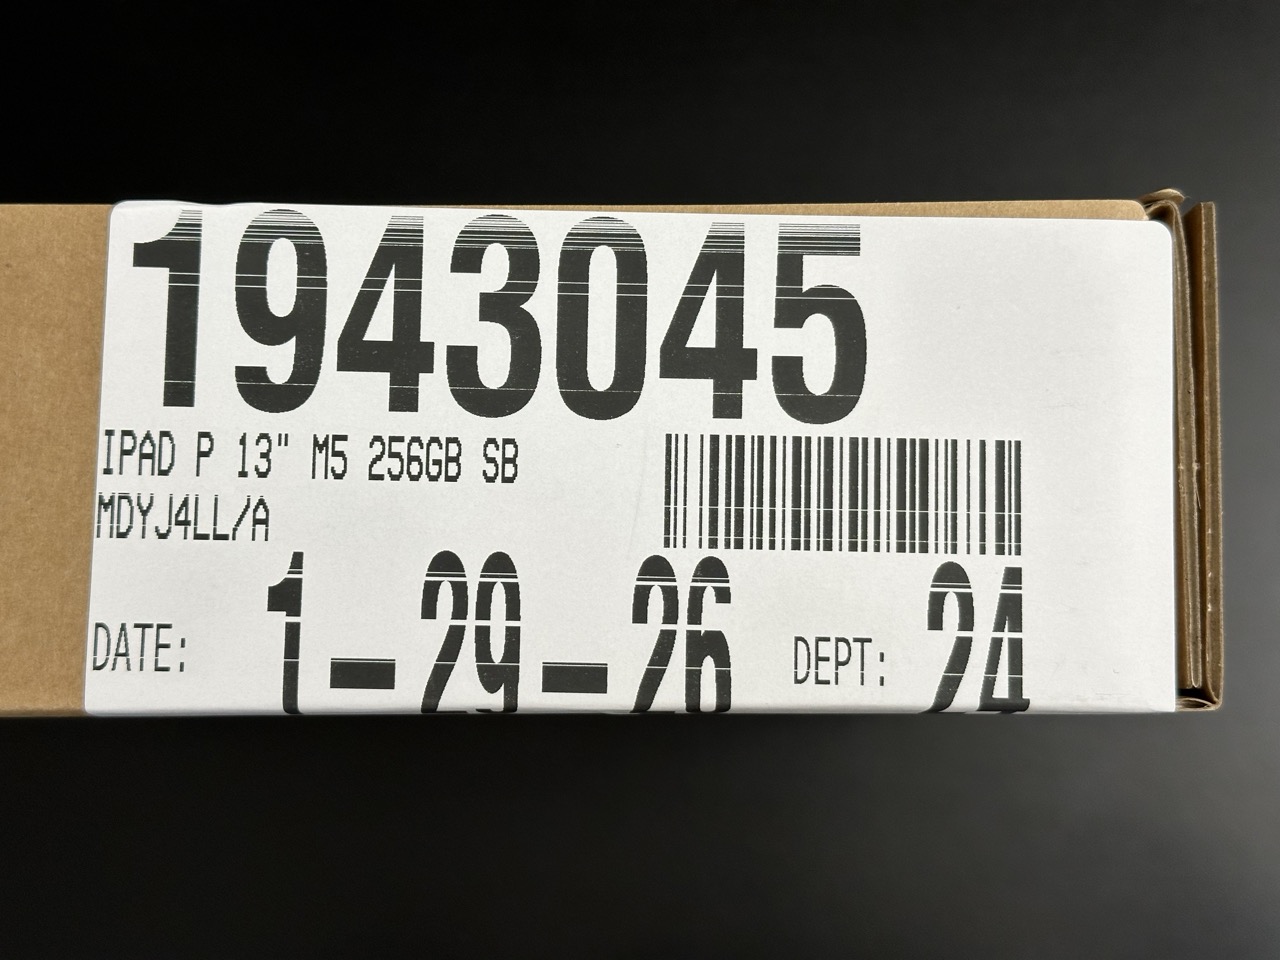 1943045
IPAD P 13" M5 256GB SB
MDYJ4LL/A
DATE: 1-29-26 DEPT: 24